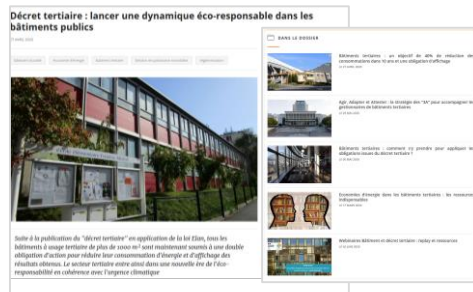 Décret tertiaire : lancer une dynamique éco-responsable dans les
bâtiments publics
Suite à la publication du "décret tertiaire" en application de la loi Elan, tous les
bâtiments à usage tertiaire de plus de 1000 m² sont maintenant soumis à une double
obligation d'action pour réduire leur consommation d'énergie et d'affichage des
résultats obtenus. Le secteur tertiaire entre ainsi dans une nouvelle ère de l'éco-
responsabilité en cohérence avec l'urgence climatique
DANS LE DOSSIER
Bâtiments tertiaires : un objectif de 40% de réduction des
consommations dans 10 ans et une obligation d'affichage
Agir, Adapter et Attester : la stratégie des "3A" pour accompagner les
gestionnaires de bâtiments tertiaires
Bâtiments tertiaires : comment s'y prendre pour appliquer les
obligations issues du décret tertiaire ?
Economies d'énergie dans les bâtiments tertiaires : les ressources
indispensables
Webinaires Bâtiment et décret tertiaire : replay et ressources